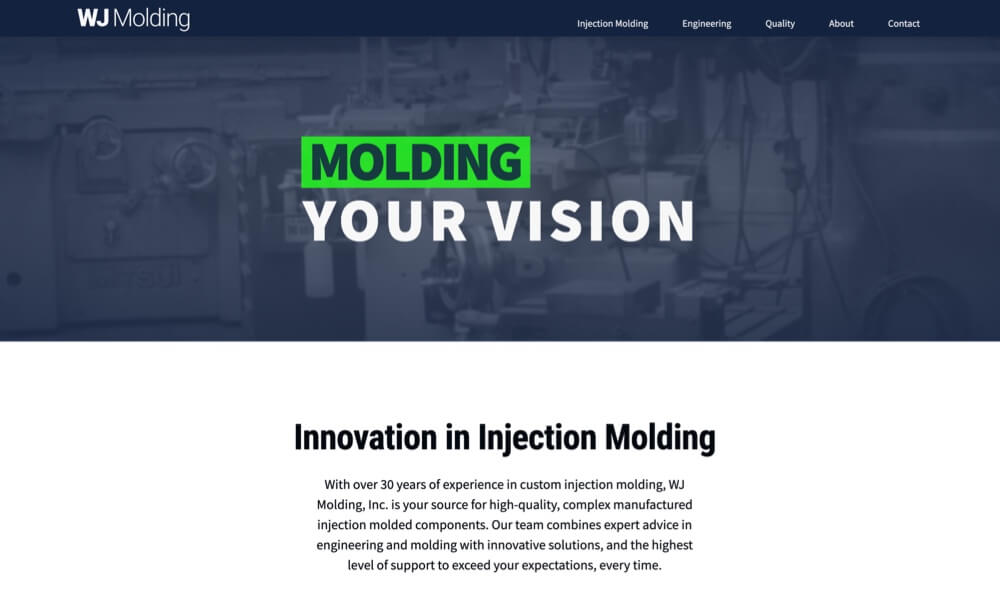 WJ Molding
Injection Molding Engineering Quality About Contact
MOLDING
YOUR VISION
Innovation in Injection Molding
With over 30 years of experience in custom injection molding, WJ
Molding, Inc. is your source for high-quality, complex manufactured
injection molded components. Our team combines expert advice in
engineering and molding with innovative solutions, and the highest
level of support to exceed your expectations, every time.